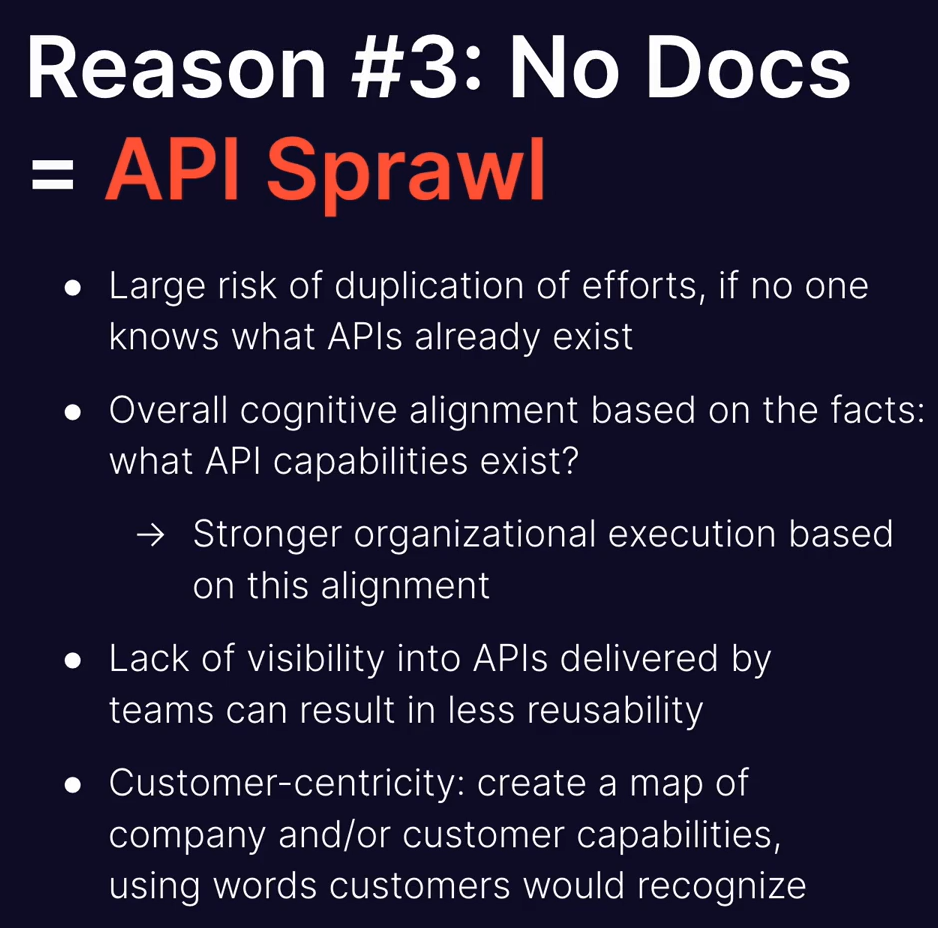 Reason #3: No Docs
= API Sprawl
● Large risk of duplication of efforts, if no one
knows what APIs already exist
● Overall cognitive alignment based on the facts:
what API capabilities exist?
→ Stronger organizational execution based
on this alignment
● Lack of visibility into APIs delivered by
teams can result in less reusability
● Customer-centricity: create a map of
company and/or customer capabilities,
using words customers would recognize